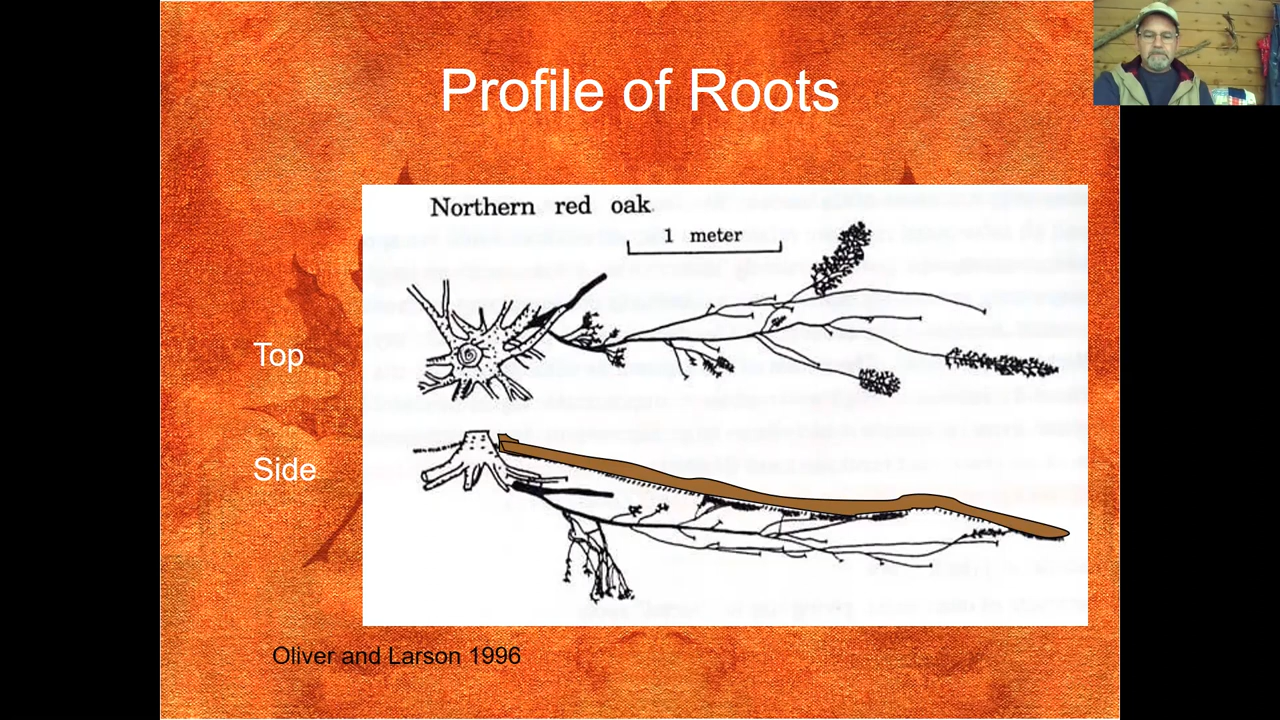 Profile of Roots
Northern red oak
1 meter
Top
Side
Oliver and Larson 1996